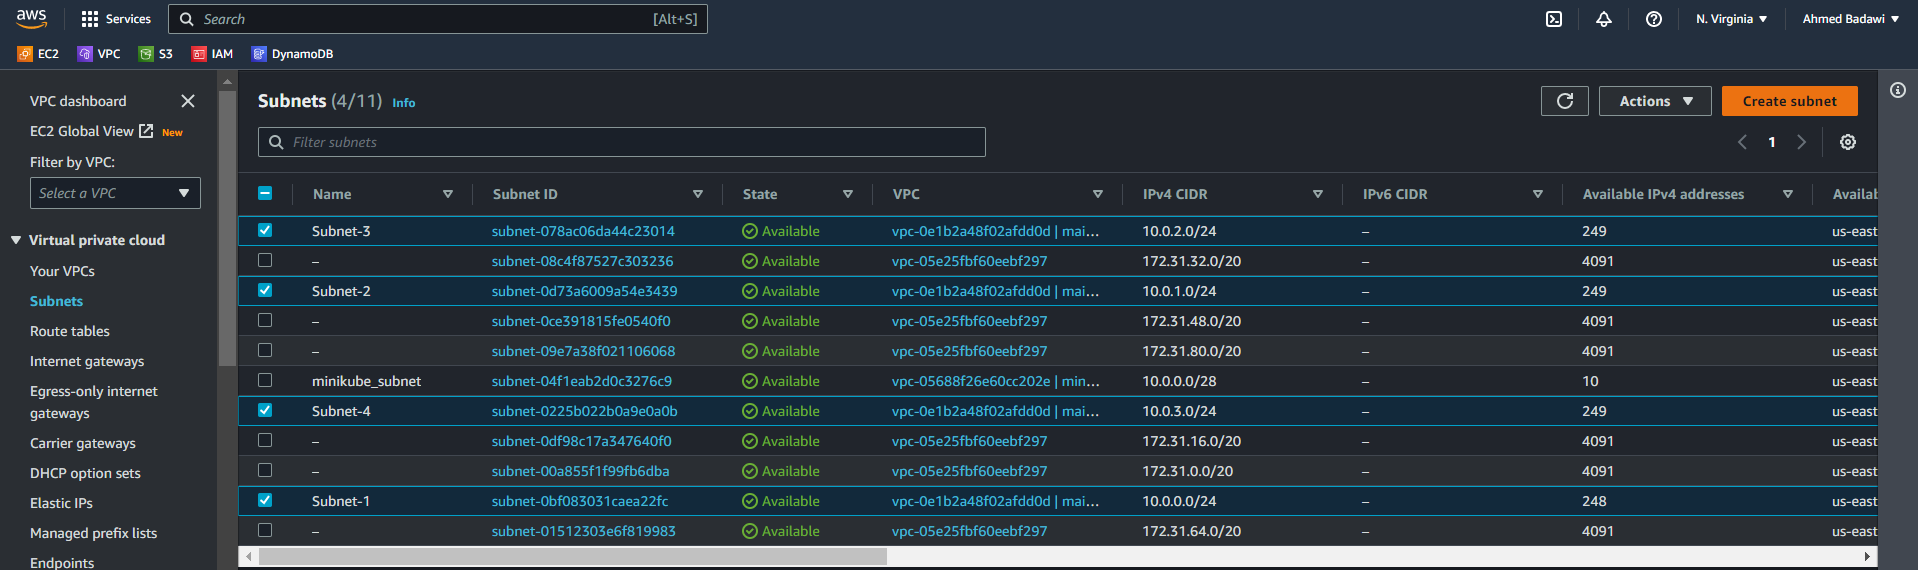 aws Services Search [Alt+S] N. Virginia Ahmed Badawi
EC2 VPC S3 IAM DynamoDB
VPC dashboard
EC2 Global View New
Filter by VPC:
Select a VPC
Virtual private cloud
Your VPCs
Subnets
Route tables
Internet gateways
Egress-only internet
gateways
Carrier gateways
DHCP option sets
Elastic IPs
Managed prefix lists
Endpoints
Subnets (4/11) Info
Actions Create subnet
Filter subnets
1
Name Subnet ID State VPC IPv4 CIDR IPv6 CIDR Available IPv4 addresses Availal
Subnet-3 subnet-078ac06da44c23014 Available vpc-0e1b2a48f02afdd0d | mai... 10.0.2.0/24 – 249 us-east
– subnet-08c4f87527c303236 Available vpc-05e25fbf60eebf297 172.31.32.0/20 – 4091 us-east
Subnet-2 subnet-0d73a6009a54e3439 Available vpc-0e1b2a48f02afdd0d | mai... 10.0.1.0/24 – 249 us-east
– subnet-0ce391815fe0540f0 Available vpc-05e25fbf60eebf297 172.31.48.0/20 – 4091 us-east
– subnet-09e7a38f021106068 Available vpc-05e25fbf60eebf297 172.31.80.0/20 – 4091 us-east
minikube_subnet subnet-04f1eab2d0c3276c9 Available vpc-05688f26e60cc202e | min... 10.0.0.0/28 – 10 us-east
Subnet-4 subnet-0225b022b0a9e0a0b Available vpc-0e1b2a48f02afdd0d | mai... 10.0.3.0/24 – 249 us-east
– subnet-0df98c17a347640f0 Available vpc-05e25fbf60eebf297 172.31.16.0/20 – 4091 us-east
– subnet-00a855f1f99fb6dba Available vpc-05e25fbf60eebf297 172.31.0.0/20 – 4091 us-east
Subnet-1 subnet-0bf083031caea22fc Available vpc-0e1b2a48f02afdd0d | mai... 10.0.0.0/24 – 248 us-east
– subnet-01512303e6f819983 Available vpc-05e25fbf60eebf297 172.31.64.0/20 – 4091 us-east